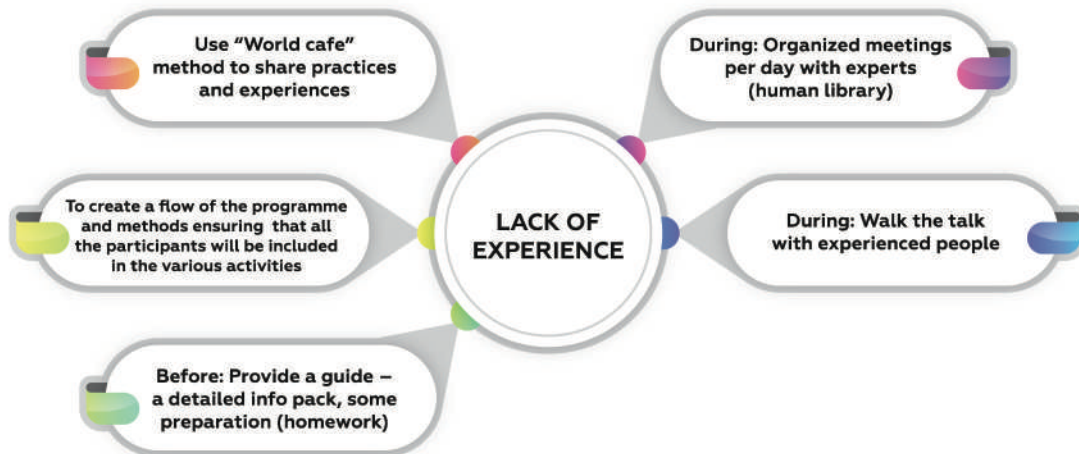 Use “World cafe”
method to share practices
and experiences
To create a flow of the programme
and methods ensuring  that all
the participants will be included
in the various activities
Before: Provide a guide –
a detailed info pack, some
preparation (homework)
LACK OF
EXPERIENCE
During: Organized meetings
per day with experts
(human library)
During: Walk the talk
with experienced people